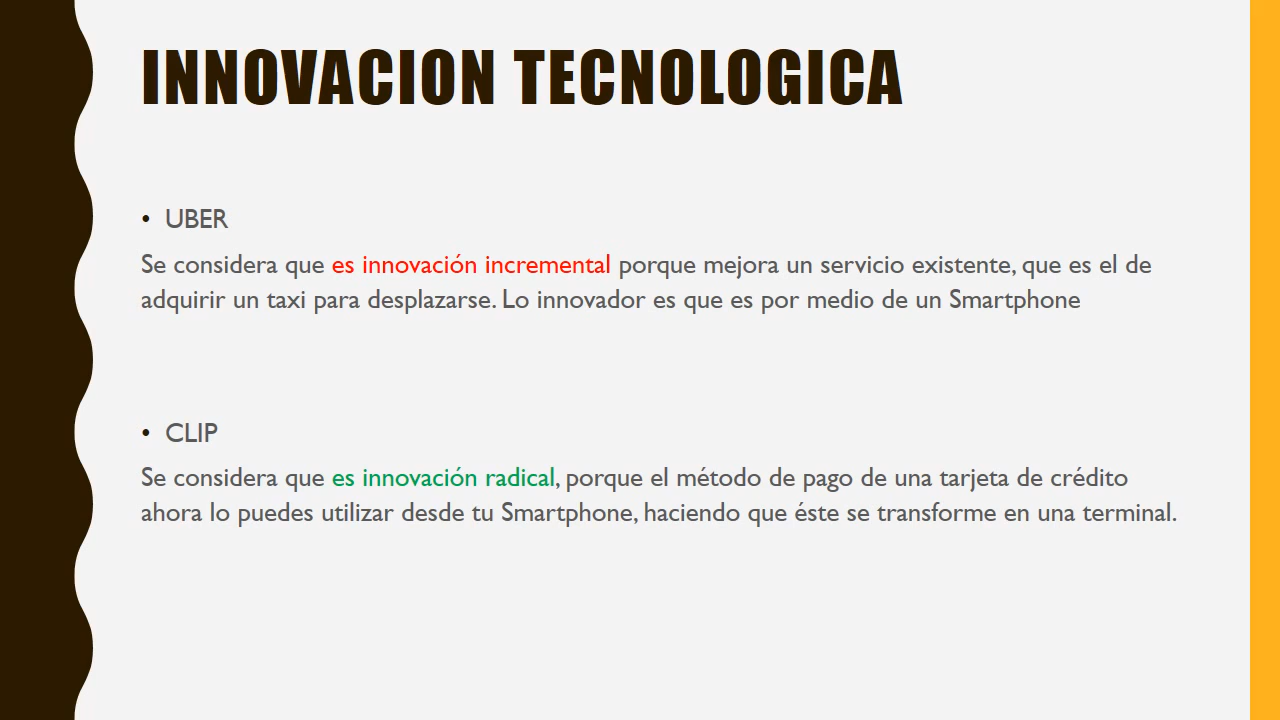 INNOVACION TECNOLOGICA
• UBER
Se considera que es innovación incremental porque mejora un servicio existente, que es el de
adquirir un taxi para desplazarse. Lo innovador es que es por medio de un Smartphone
• CLIP
Se considera que es innovación radical, porque el método de pago de una tarjeta de crédito
ahora lo puedes utilizar desde tu Smartphone, haciendo que éste se transforme en una terminal.